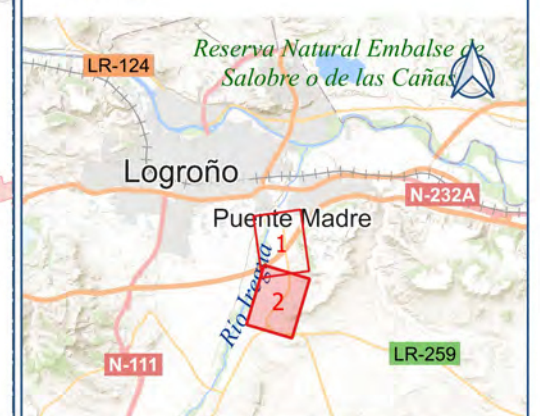 Reserva Natural Embalse de
Salobre o de las Cañas
LR-124
Logroño
N-232A
Puente Madre
1
Río Iregua
2
LR-259
N-111